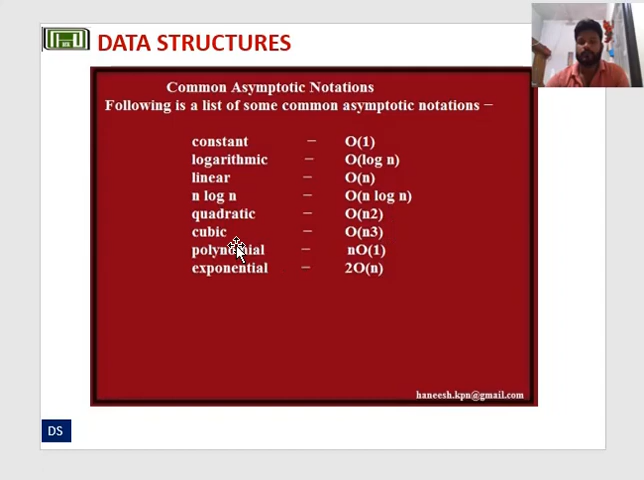 DATA STRUCTURES
Common Asymptotic Notations
Following is a list of some common asymptotic notations −
constant − O(1)
logarithmic − O(log n)
linear − O(n)
n log n − O(n log n)
quadratic − O(n2)
cubic − O(n3)
polynomial − nO(1)
exponential − 2O(n)
haneesh.kpn@gmail.com
DS